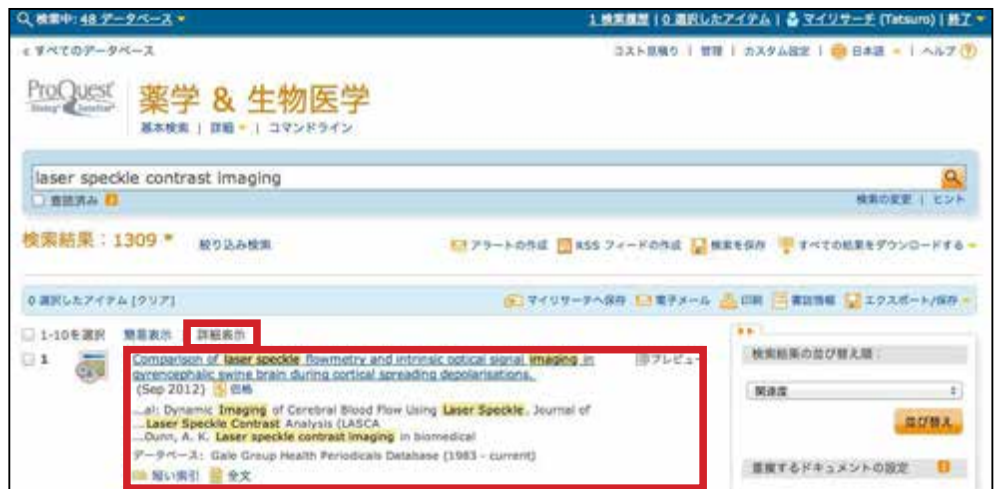 検索中: 48 データベース
1 検索履歴 | 0 選択したアイテム | マイリサーチ (Tatsuro) | 終了
« すべてのデータベース
コスト見積り | 管理 | カスタム設定 | 日本語 | ヘルプ ?
ProQuest
薬学 & 生物医学
基本検索 | 詳細 | コマンドライン
laser speckle contrast imaging
査読済み
検索の変更 | ヒント
検索結果：1309 *
絞り込み検索
アラートの作成 RSS フィードの作成 検索を保存 すべての結果をダウンロードする
0 選択したアイテム [クリア]
マイリサーチへ保存 電子メール 印刷 書誌情報 エクスポート/保存
1-10を選択 簡易表示 詳細表示
1
Comparison of laser speckle flowmetry and intrinsic optical signal imaging in
gyrencephalic swine brain during cortical spreading depolarisations.
(Sep 2012) 価格
プレビュー
...al: Dynamic Imaging of Cerebral Blood Flow Using Laser Speckle. Journal of
...Laser Speckle Contrast Analysis (LASCA
...Dunn, A. K. Laser speckle contrast imaging in biomedical
データベース: Gale Group Health Periodicals Database (1983 - current)
短い索引 全文
検索結果の並び替え順：
関連度
並び替え
重複するドキュメントの設定